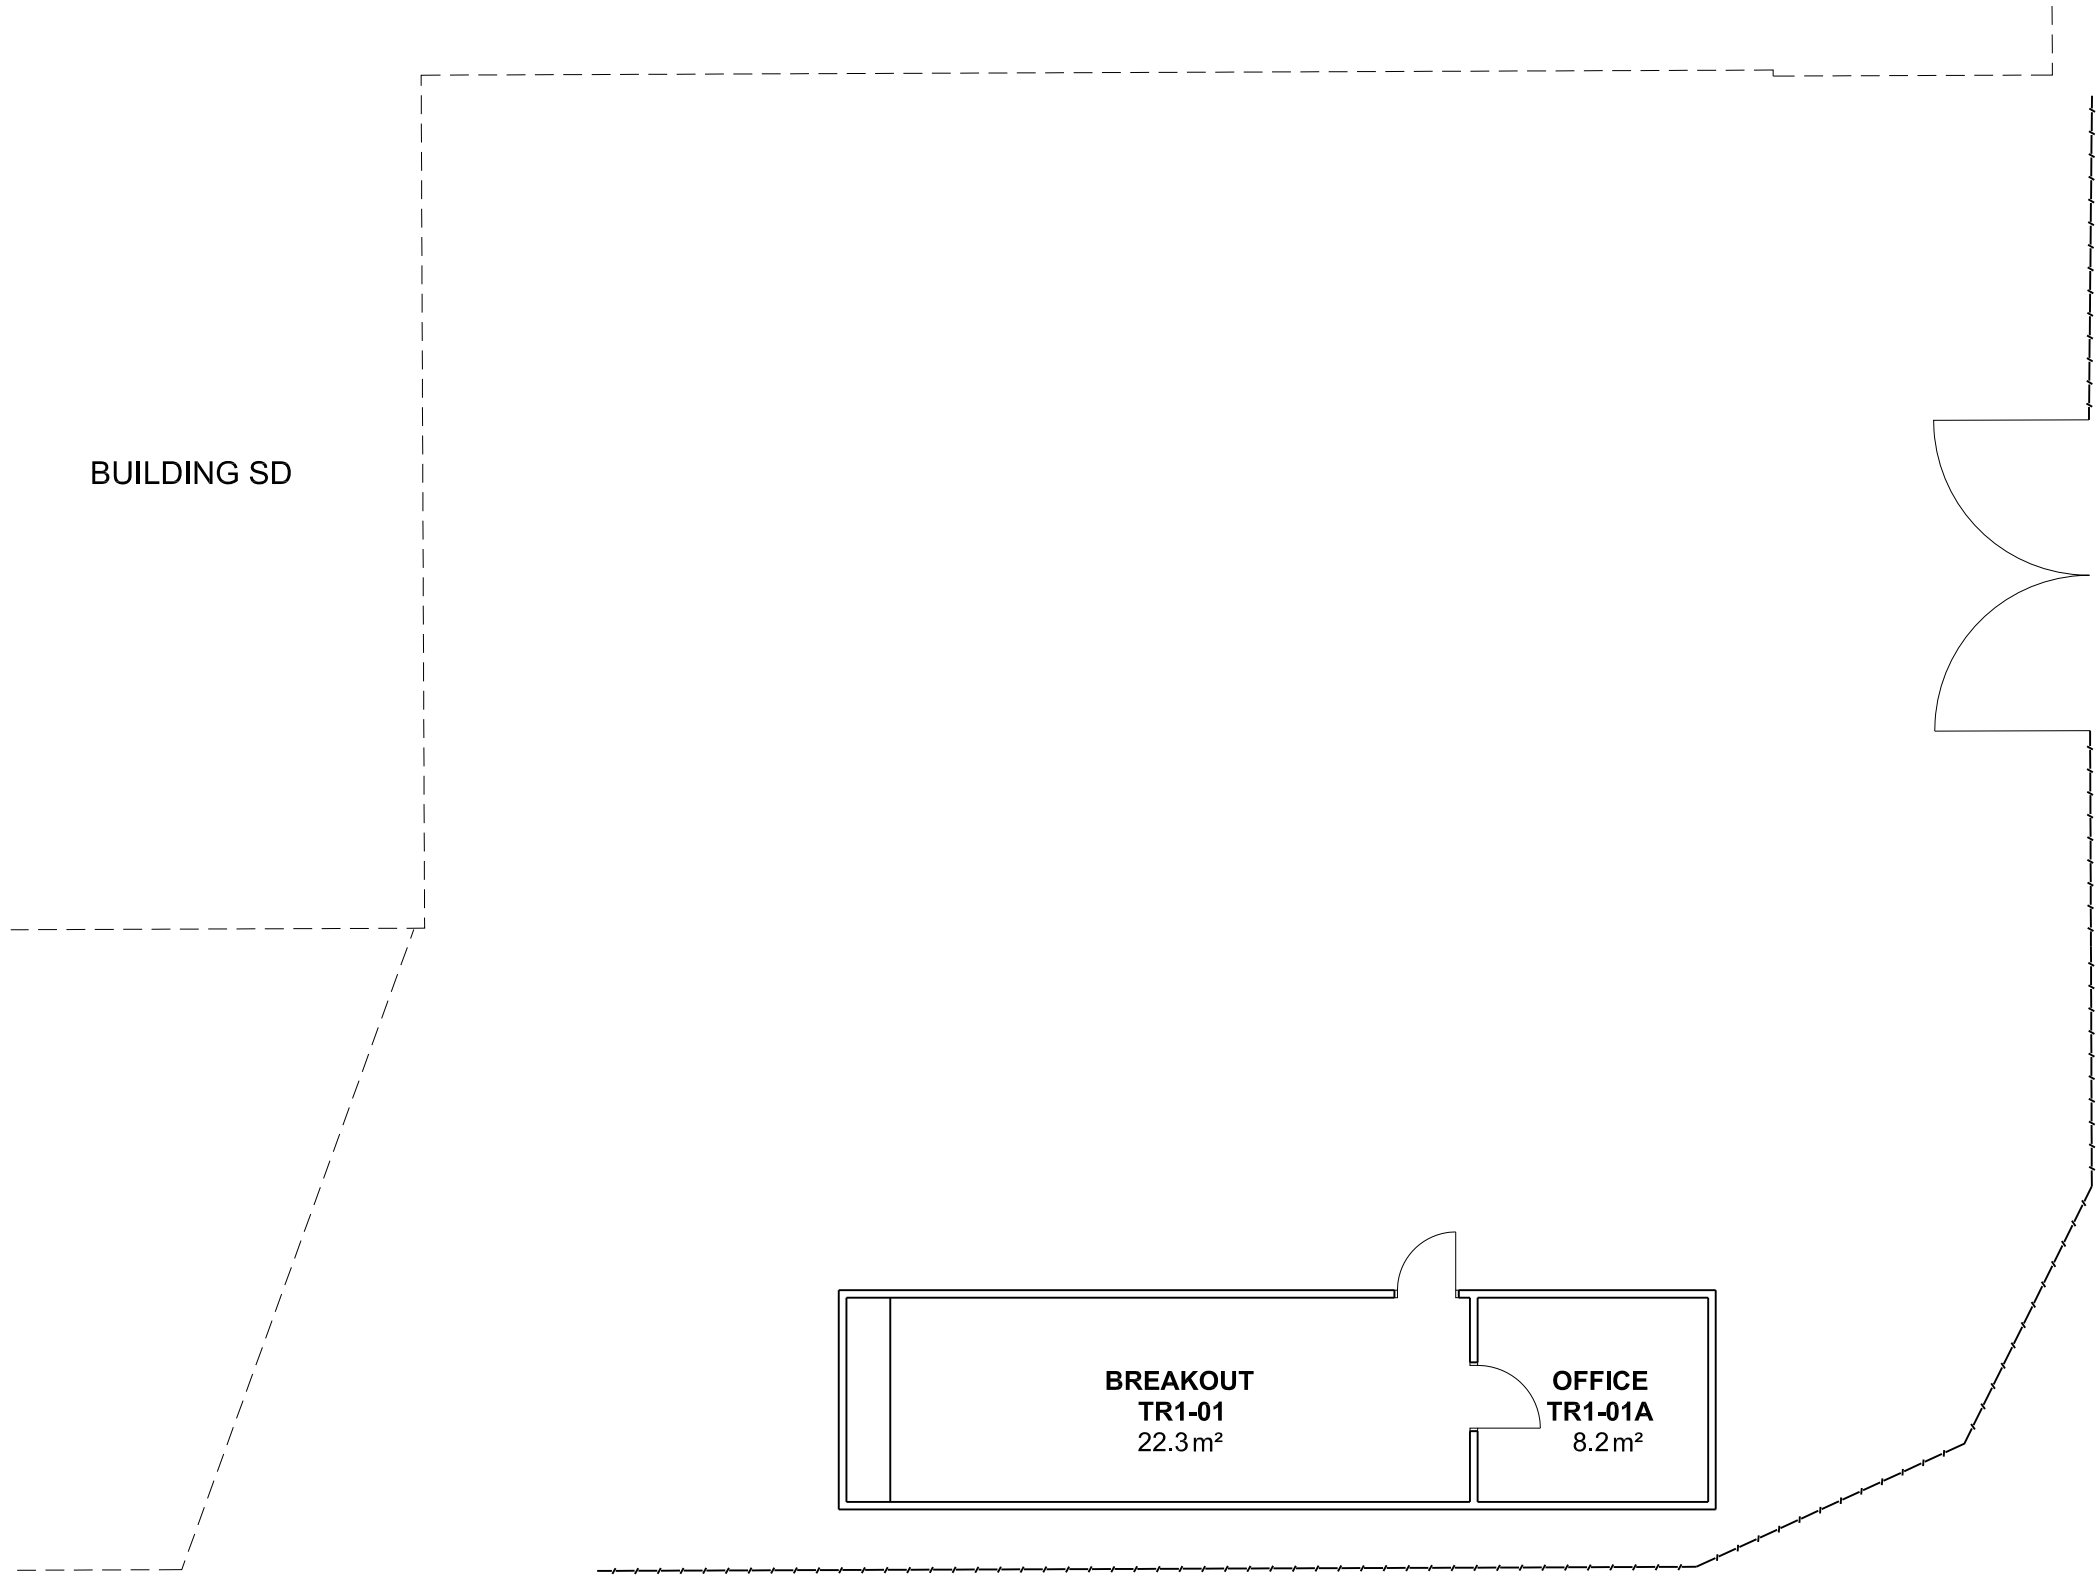 BUILDING SD
BREAKOUT
TR1-01
22.3 m²
OFFICE
TR1-01A
8.2 m²